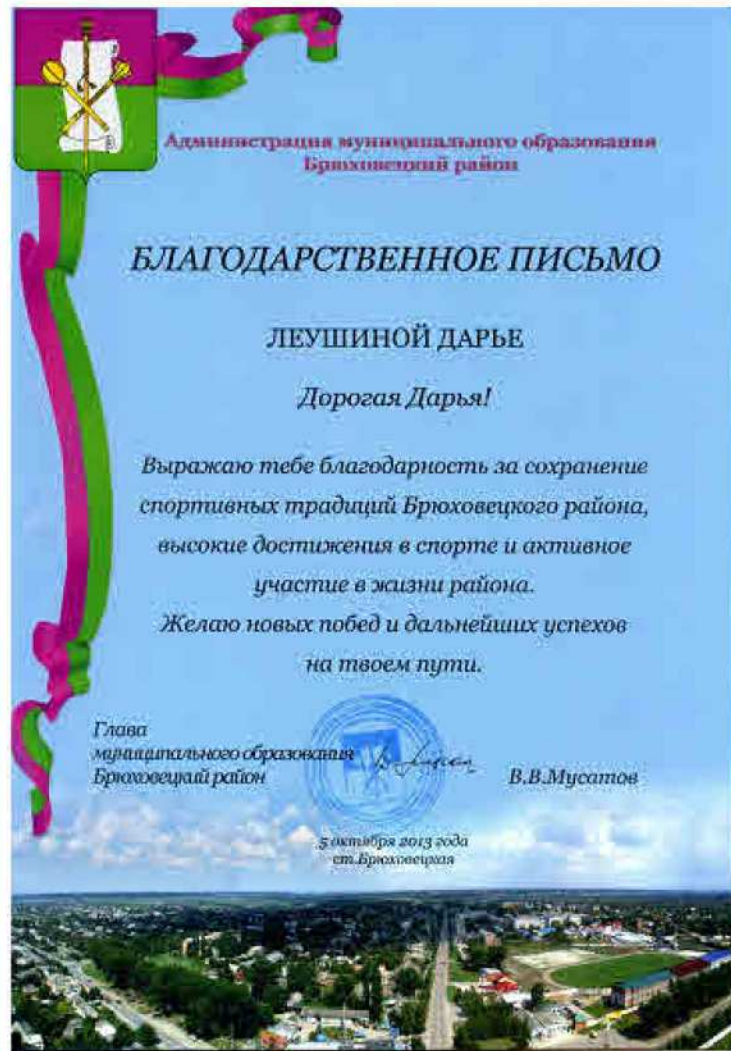 Администрация муниципального образования
Брюховецкий район
БЛАГОДАРСТВЕННОЕ ПИСЬМО
ЛЕУШИНОЙ ДАРЬЕ
Дорогая Дарья!
Выражаю тебе благодарность за сохранение
спортивных традиций Брюховецкого района,
высокие достижения в спорте и активное
участие в жизни района.
Желаю новых побед и дальнейших успехов
на твоем пути.
Глава
муниципального образования
Брюховецкий район
В.В.Мусатов
5 октября 2013 года
ст.Брюховецкая